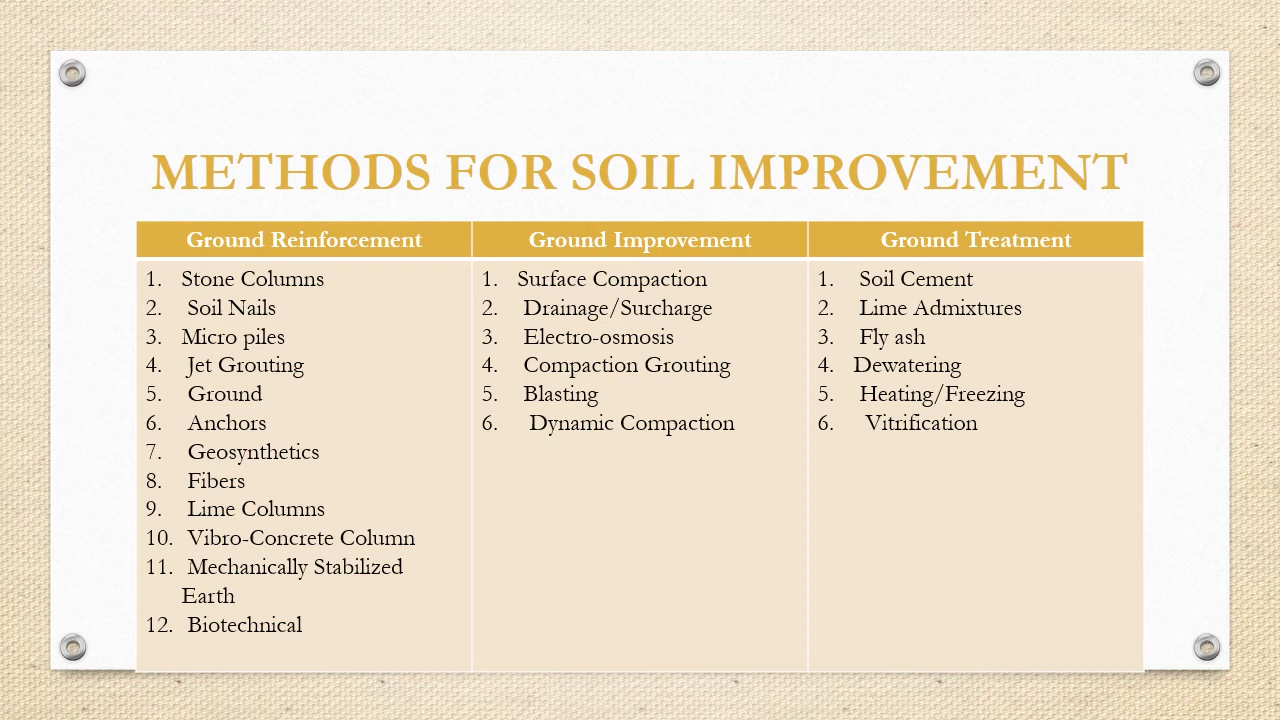 METHODS FOR SOIL IMPROVEMENT
Ground Reinforcement
1. Stone Columns
2. Soil Nails
3. Micro piles
4. Jet Grouting
5. Ground
6. Anchors
7. Geosynthetics
8. Fibers
9. Lime Columns
10. Vibro-Concrete Column
11. Mechanically Stabilized
Earth
12. Biotechnical
Ground Improvement
1. Surface Compaction
2. Drainage/Surcharge
3. Electro-osmosis
4. Compaction Grouting
5. Blasting
6. Dynamic Compaction
Ground Treatment
1. Soil Cement
2. Lime Admixtures
3. Fly ash
4. Dewatering
5. Heating/Freezing
6. Vitrification